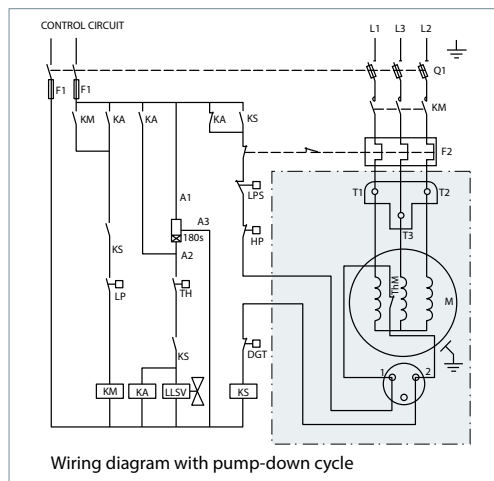 CONTROL CIRCUIT
L1 L3 L2
Q1
F1 F1
KM KA KA KA KS KM
F2
A1
LPS
T1 T2
A3
180s
HP
T3
KS
A2
LP TH
ThM
M
KS
DGT
1 2
KM KA LLSV KS
Wiring diagram with pump-down cycle